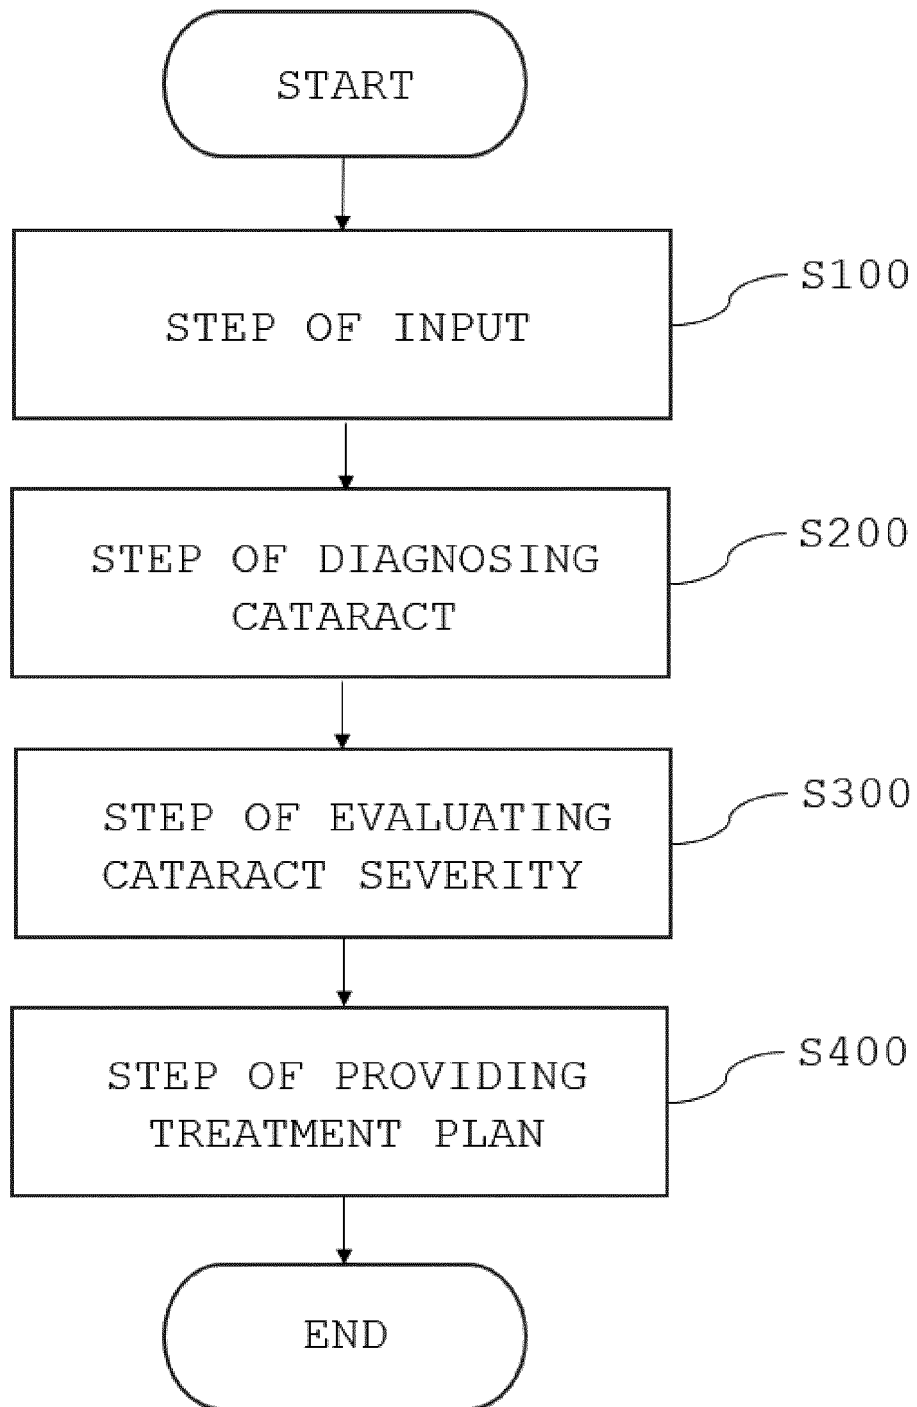 START
STEP OF INPUT
S100
STEP OF DIAGNOSING
CATARACT
S200
STEP OF EVALUATING
CATARACT SEVERITY
S300
STEP OF PROVIDING
TREATMENT PLAN
S400
END